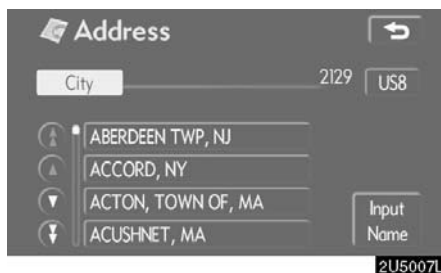 Address
City
2129 US8
ABERDEEN TWP, NJ
ACCORD, NY
ACTON, TOWN OF, MA
ACUSHNET, MA
Input
Name
2U5007L